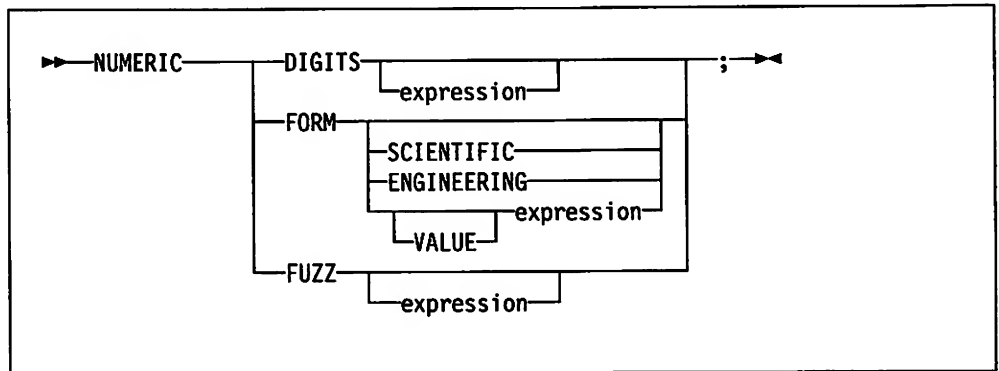 NUMERIC DIGITS ;
expression
FORM
SCIENTIFIC
ENGINEERING
expression
VALUE
FUZZ
expression